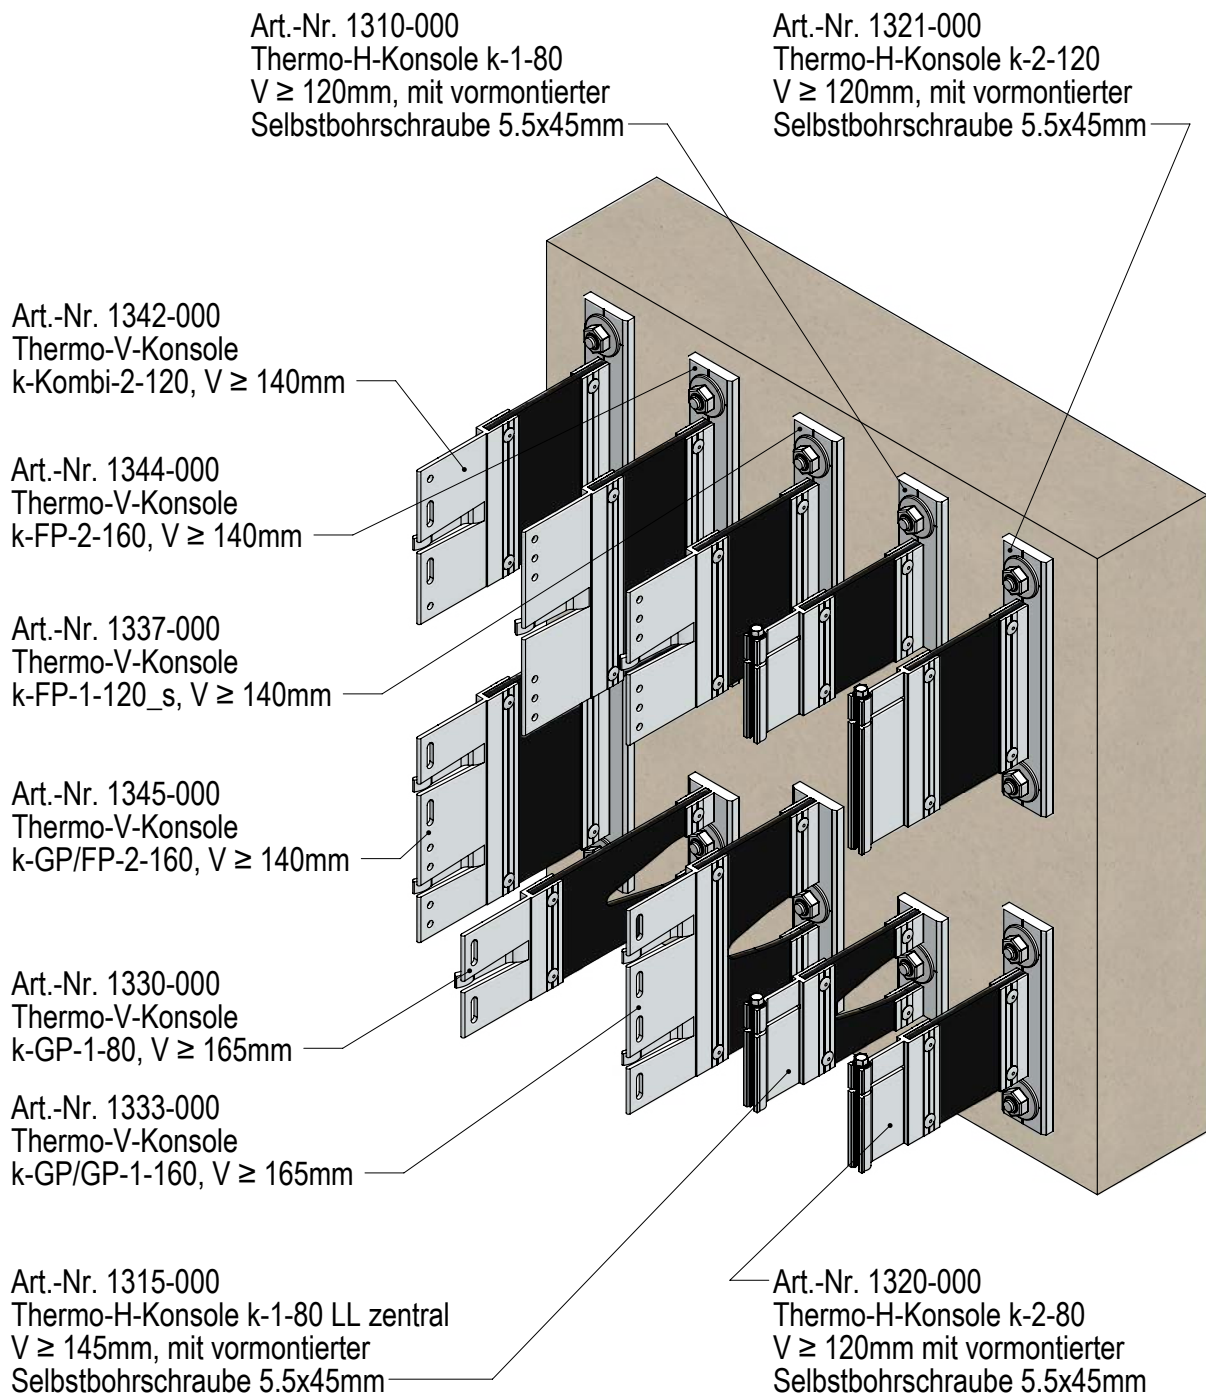 Art.-Nr. 1310-000
Thermo-H-Konsole k-1-80
V ≥ 120mm, mit vormontierter
Selbstbohrschraube 5.5x45mm
Art.-Nr. 1321-000
Thermo-H-Konsole k-2-120
V ≥ 120mm, mit vormontierter
Selbstbohrschraube 5.5x45mm
Art.-Nr. 1342-000
Thermo-V-Konsole
k-Kombi-2-120, V ≥ 140mm
Art.-Nr. 1344-000
Thermo-V-Konsole
k-FP-2-160, V ≥ 140mm
Art.-Nr. 1337-000
Thermo-V-Konsole
k-FP-1-120_s, V ≥ 140mm
Art.-Nr. 1345-000
Thermo-V-Konsole
k-GP/FP-2-160, V ≥ 140mm
Art.-Nr. 1330-000
Thermo-V-Konsole
k-GP-1-80, V ≥ 165mm
Art.-Nr. 1333-000
Thermo-V-Konsole
k-GP/GP-1-160, V ≥ 165mm
Art.-Nr. 1315-000
Thermo-H-Konsole k-1-80 LL zentral
V ≥ 145mm, mit vormontierter
Selbstbohrschraube 5.5x45mm
Art.-Nr. 1320-000
Thermo-H-Konsole k-2-80
V ≥ 120mm mit vormontierter
Selbstbohrschraube 5.5x45mm